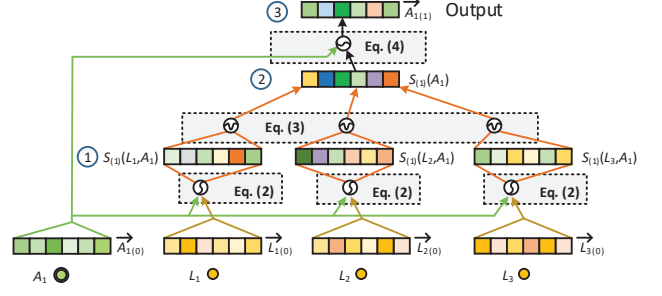 ③ A₁₍₁₎ Output
Eq. (4)
② S₍₁₎(A₁)
Eq. (3)
① S₍₁₎(L₁,A₁) S₍₁₎(L₂,A₁) S₍₁₎(L₃,A₁)
Eq. (2) Eq. (2) Eq. (2)
A₁₍₀₎ L₁₍₀₎ L₂₍₀₎ L₃₍₀₎
A₁ L₁ L₂ L₃